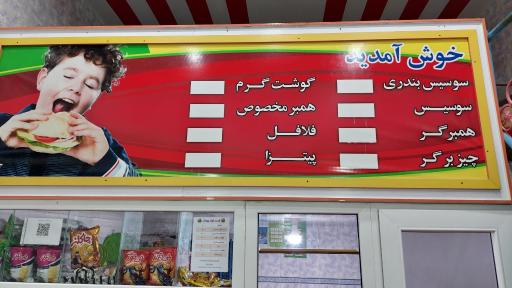 خوش آمدید
سوسیس بندری
سوسیس
همبرگر
چیز برگر
گوشت گرم
همبر مخصوص
فلافل
پیتزا